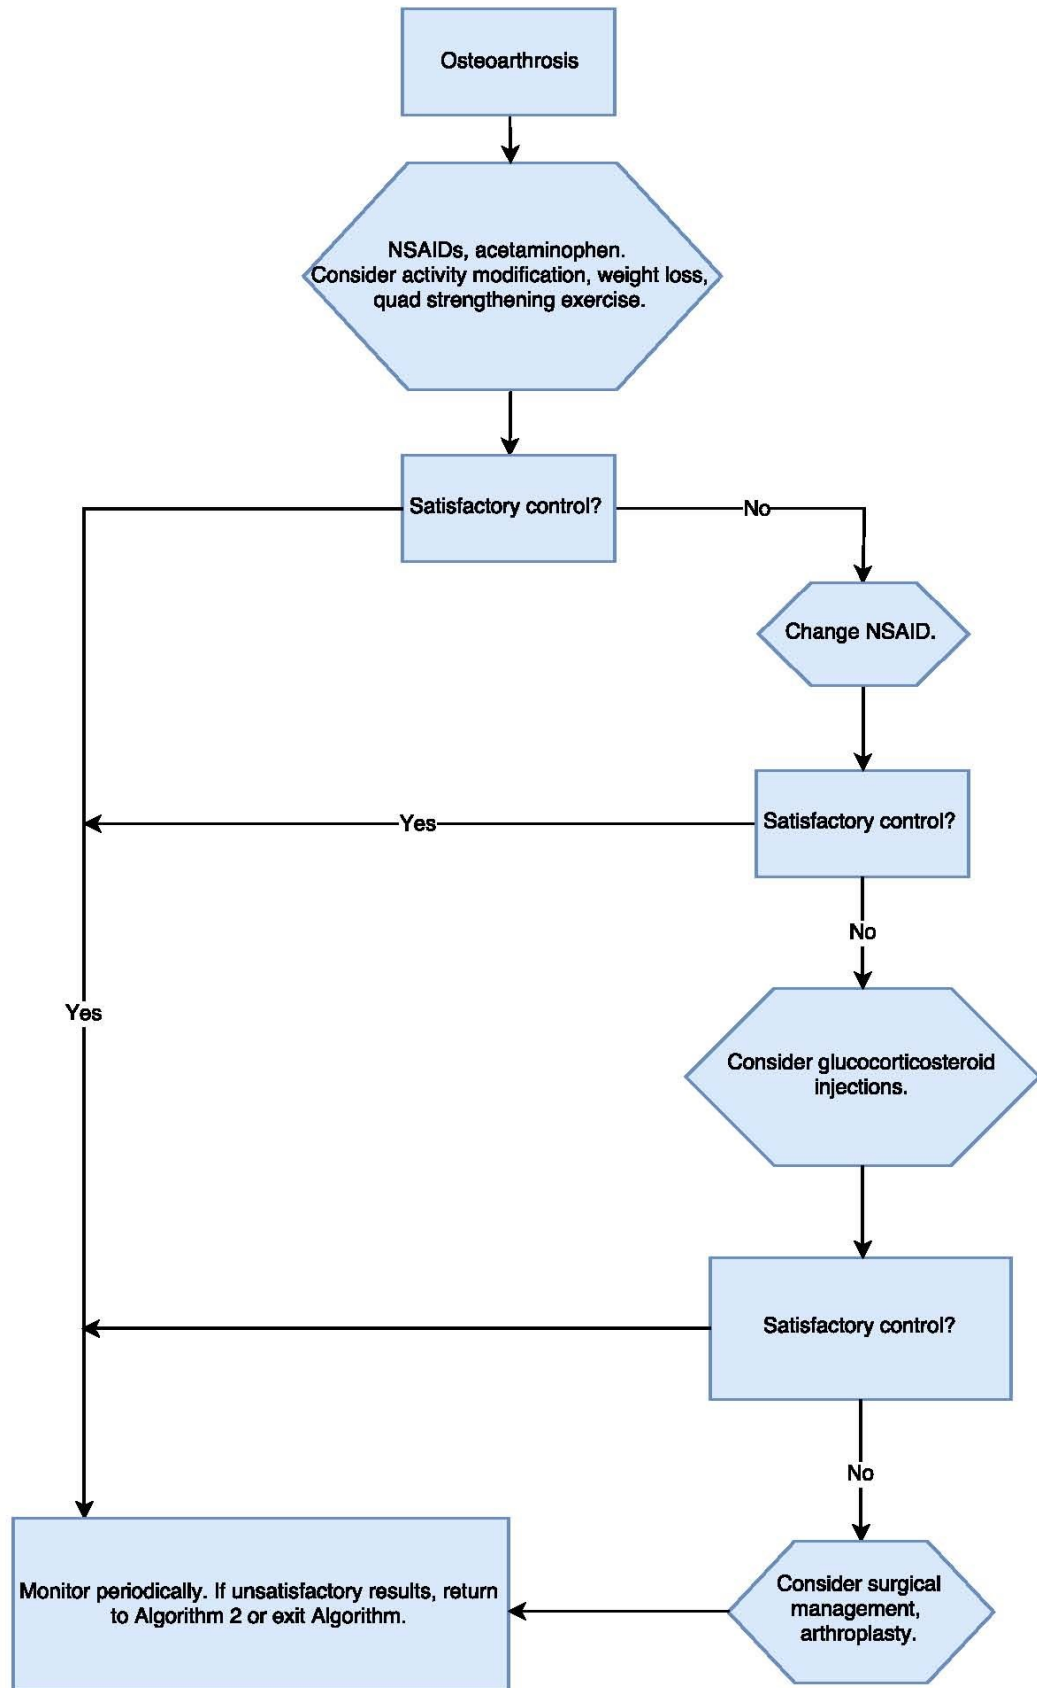 Osteoarthrosis
NSAIDs, acetaminophen.
Consider activity modification, weight loss,
quad strengthening exercise.
Satisfactory control?
No
Change NSAID.
Satisfactory control?
Yes
No
Yes
Consider glucocorticosteroid
injections.
Satisfactory control?
No
Consider surgical
management,
arthroplasty.
Monitor periodically. If unsatisfactory results, return
to Algorithm 2 or exit Algorithm.